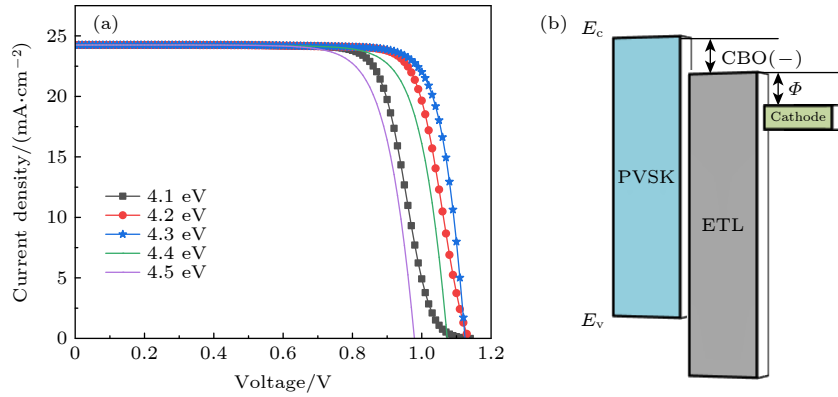 (a)
Current density/(mA·cm−2)
25
20
15
10
5
0
4.1 eV
4.2 eV
4.3 eV
4.4 eV
4.5 eV
0 0.2 0.4 0.6 0.8 1.0 1.2
Voltage/V
(b)
Ec
CBO(−)
Φ
Cathode
PVSK
ETL
Ev